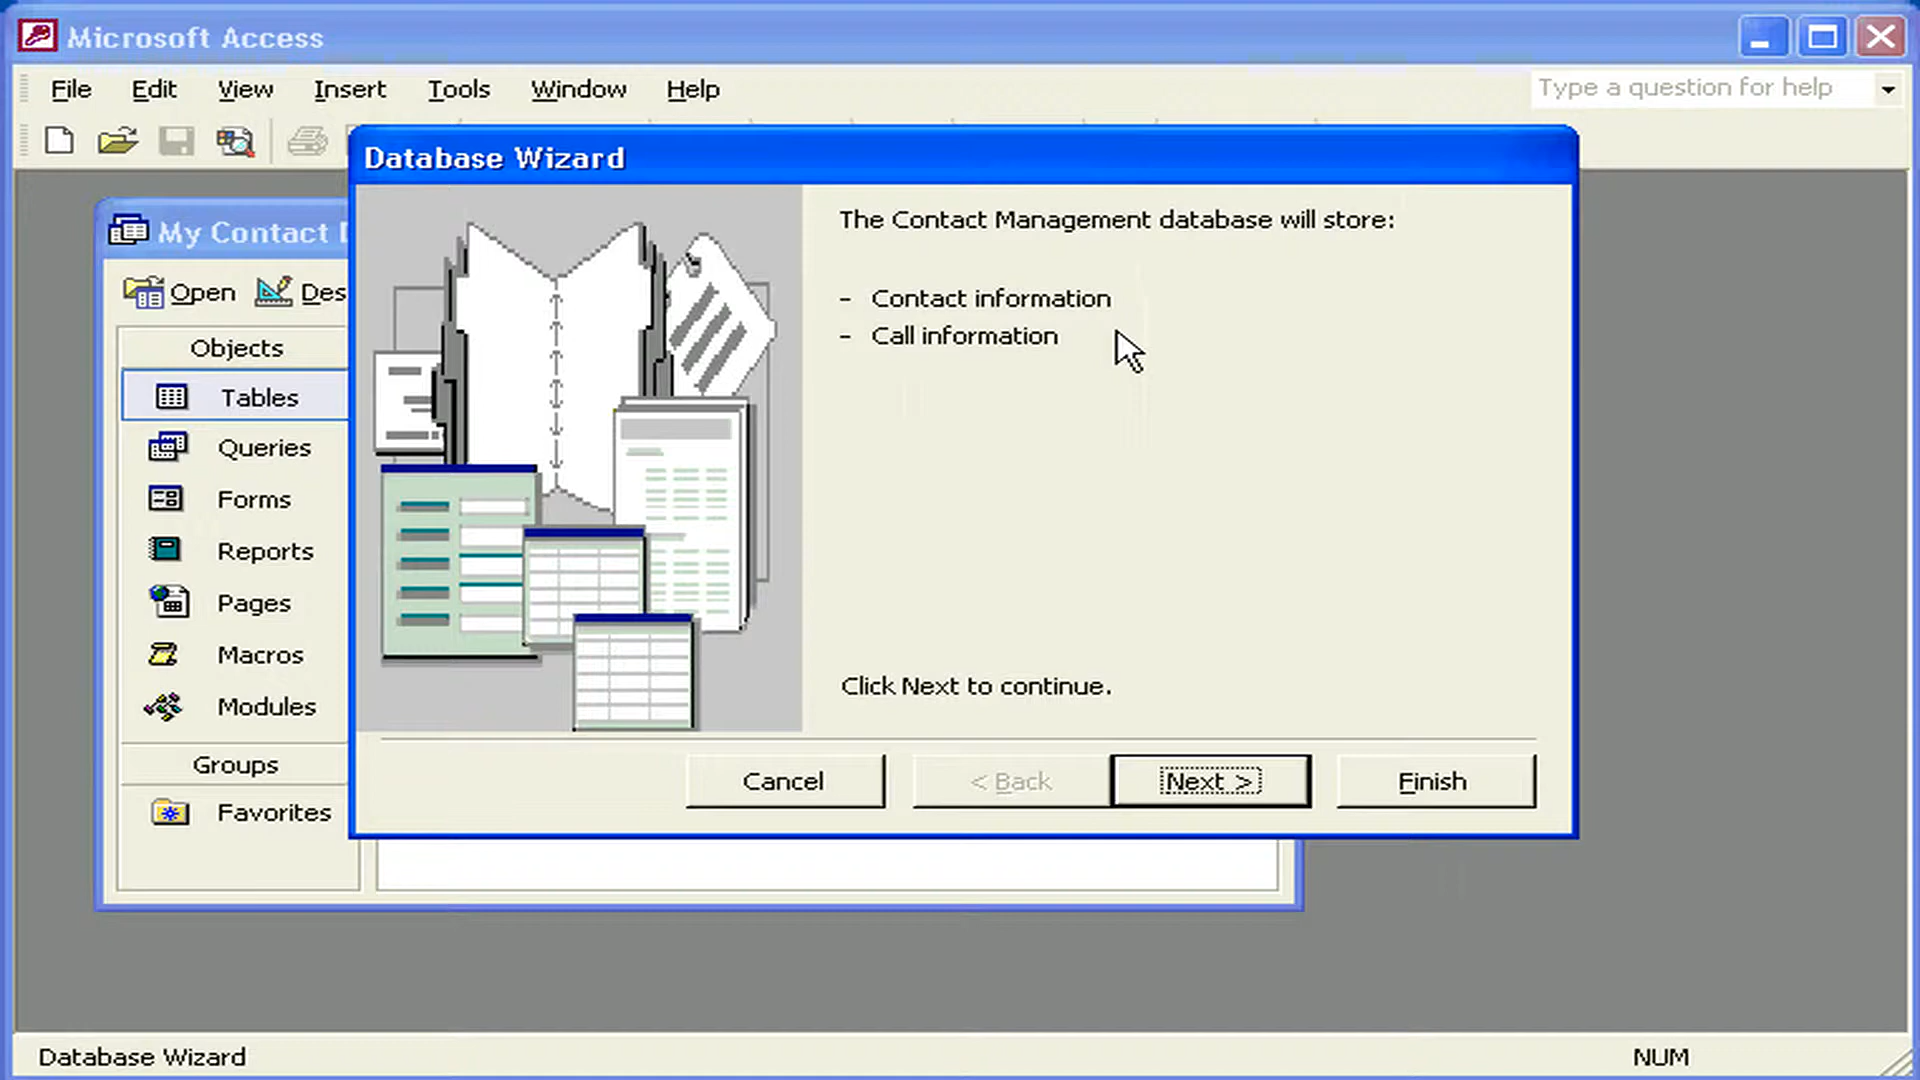 Microsoft Access
File Edit View Insert Tools Window Help
Type a question for help
Database Wizard
My Contact
Open Des
Objects
Tables
Queries
Forms
Reports
Pages
Macros
Modules
Groups
Favorites
The Contact Management database will store:
- Contact information
- Call information
Click Next to continue.
Cancel < Back Next > Finish
Database Wizard NUM